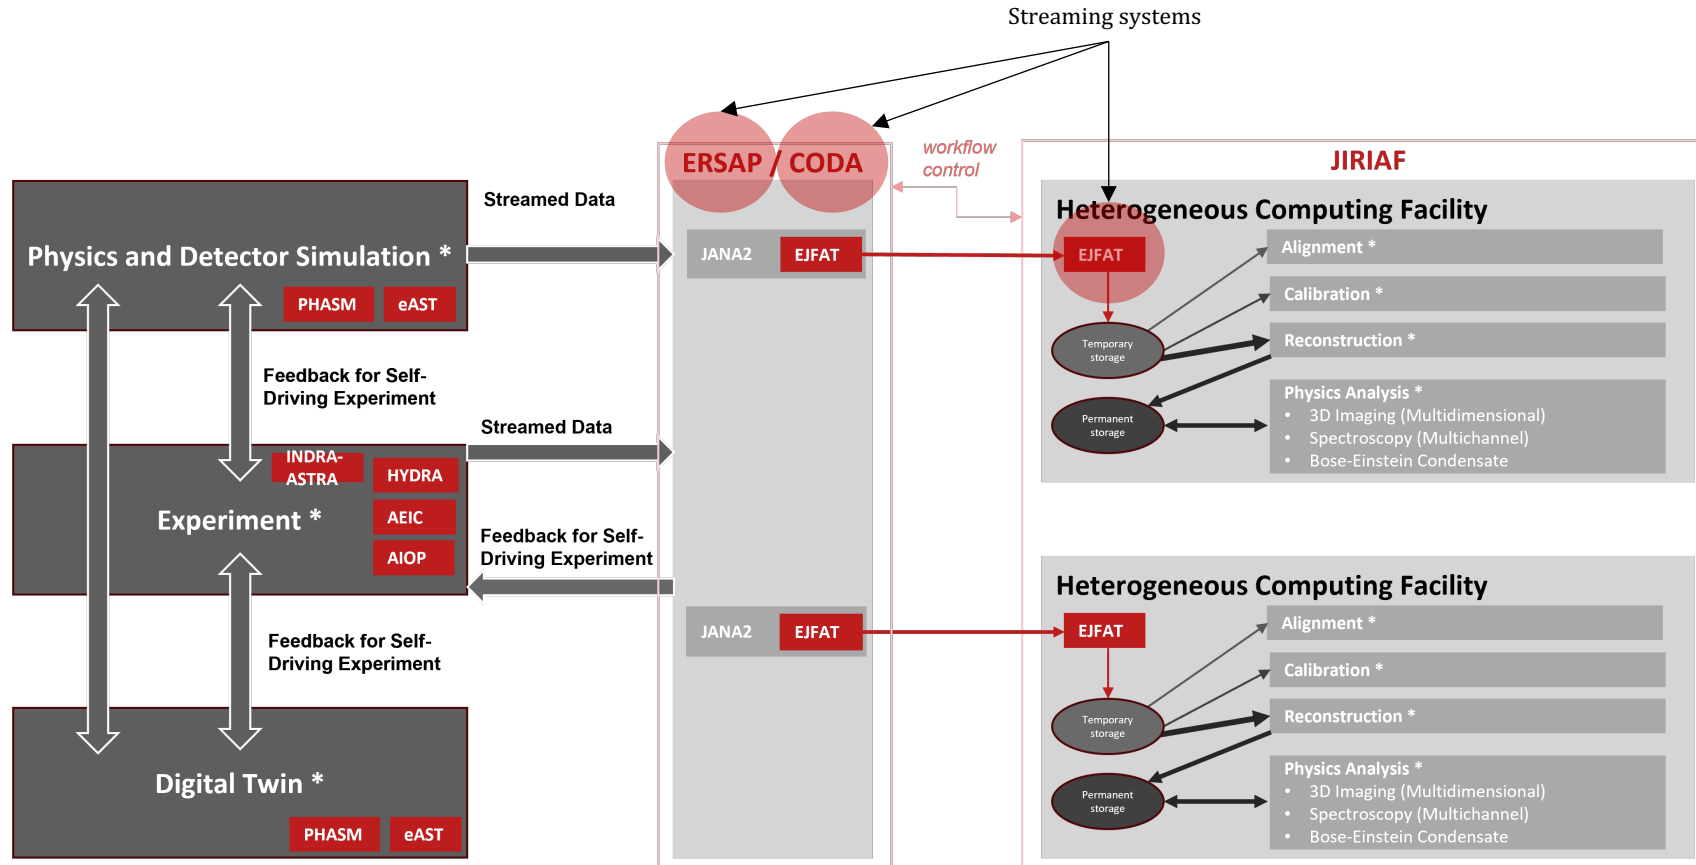 Streaming systems
ERSAP / CODA
workflow
control
JIRIAF
Streamed Data
Physics and Detector Simulation *
PHASM
eAST
JANA2
EJFAT
Heterogeneous Computing Facility
EJFAT
Alignment *
Calibration *
Temporary
storage
Reconstruction *
Permanent
storage
Physics Analysis *
• 3D Imaging (Multidimensional)
• Spectroscopy (Multichannel)
• Bose-Einstein Condensate
Feedback for Self-
Driving Experiment
Streamed Data
INDRA-
ASTRA
HYDRA
Experiment *
AEIC
AIOP
Feedback for Self-
Driving Experiment
Feedback for Self-
Driving Experiment
JANA2
EJFAT
Heterogeneous Computing Facility
EJFAT
Alignment *
Calibration *
Temporary
storage
Reconstruction *
Permanent
storage
Physics Analysis *
• 3D Imaging (Multidimensional)
• Spectroscopy (Multichannel)
• Bose-Einstein Condensate
Digital Twin *
PHASM
eAST